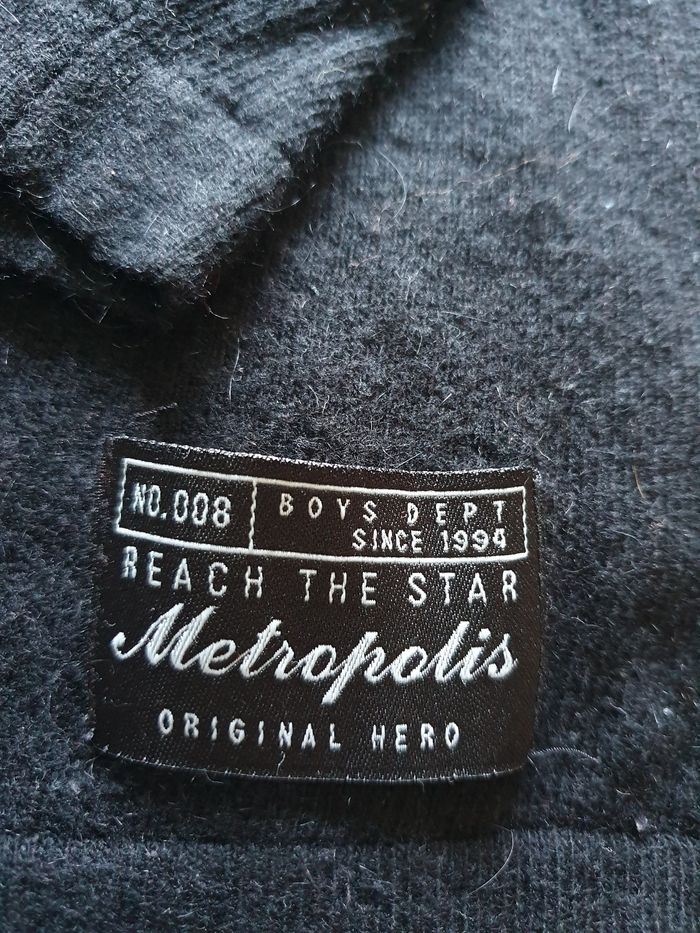 NO.008
BOYS DEPT
SINCE 1994
REACH THE STAR
Metropolis
ORIGINAL HERO